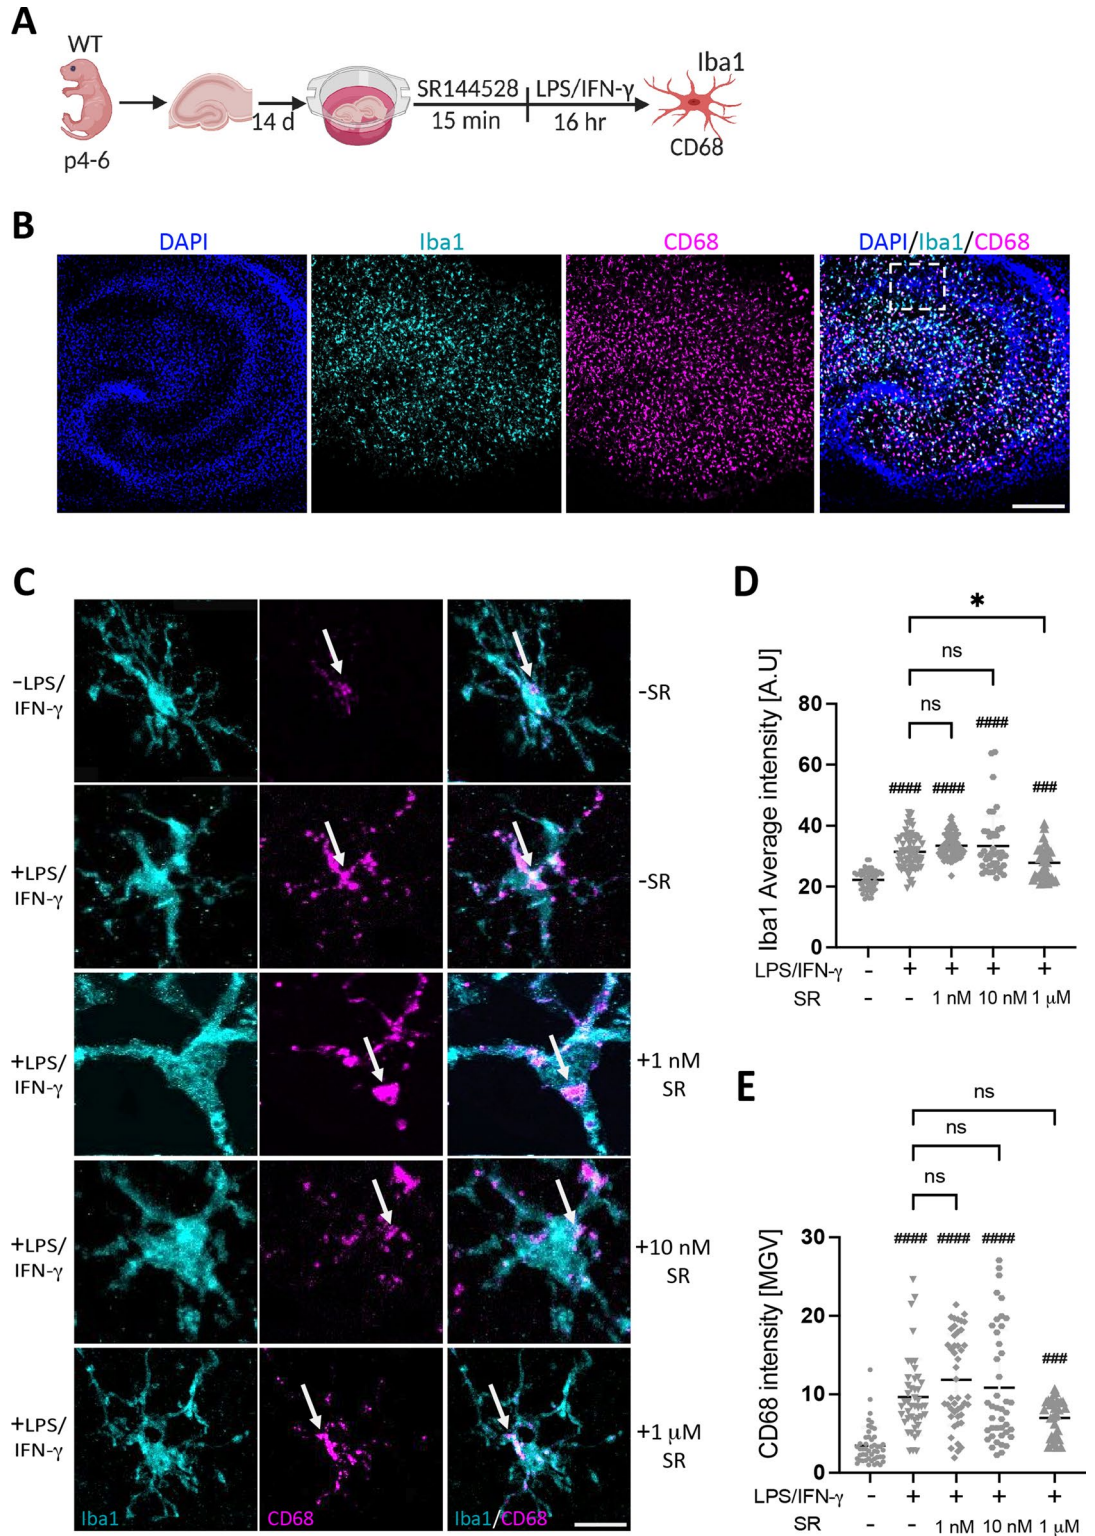 A
WT
p4-6
14 d
SR144528
15 min
LPS/IFN-γ
16 hr
Iba1
CD68
B
DAPI
Iba1
CD68
DAPI/Iba1/CD68
C
−LPS/
IFN-γ
-SR
+LPS/
IFN-γ
-SR
+LPS/
IFN-γ
+1 nM
SR
+LPS/
IFN-γ
+10 nM
SR
+LPS/
IFN-γ
+1 μM
SR
Iba1
CD68
Iba1/CD68
D
*
ns
ns
####
####
####
###
Iba1 Average intensity [A.U]
80
60
40
20
0
LPS/IFN-γ - + + + +
SR - - 1 nM 10 nM 1 μM
E
ns
ns
ns
####
####
####
###
CD68 intensity [MGV]
30
20
10
0
LPS/IFN-γ - + + + +
SR - - 1 nM 10 nM 1 μM